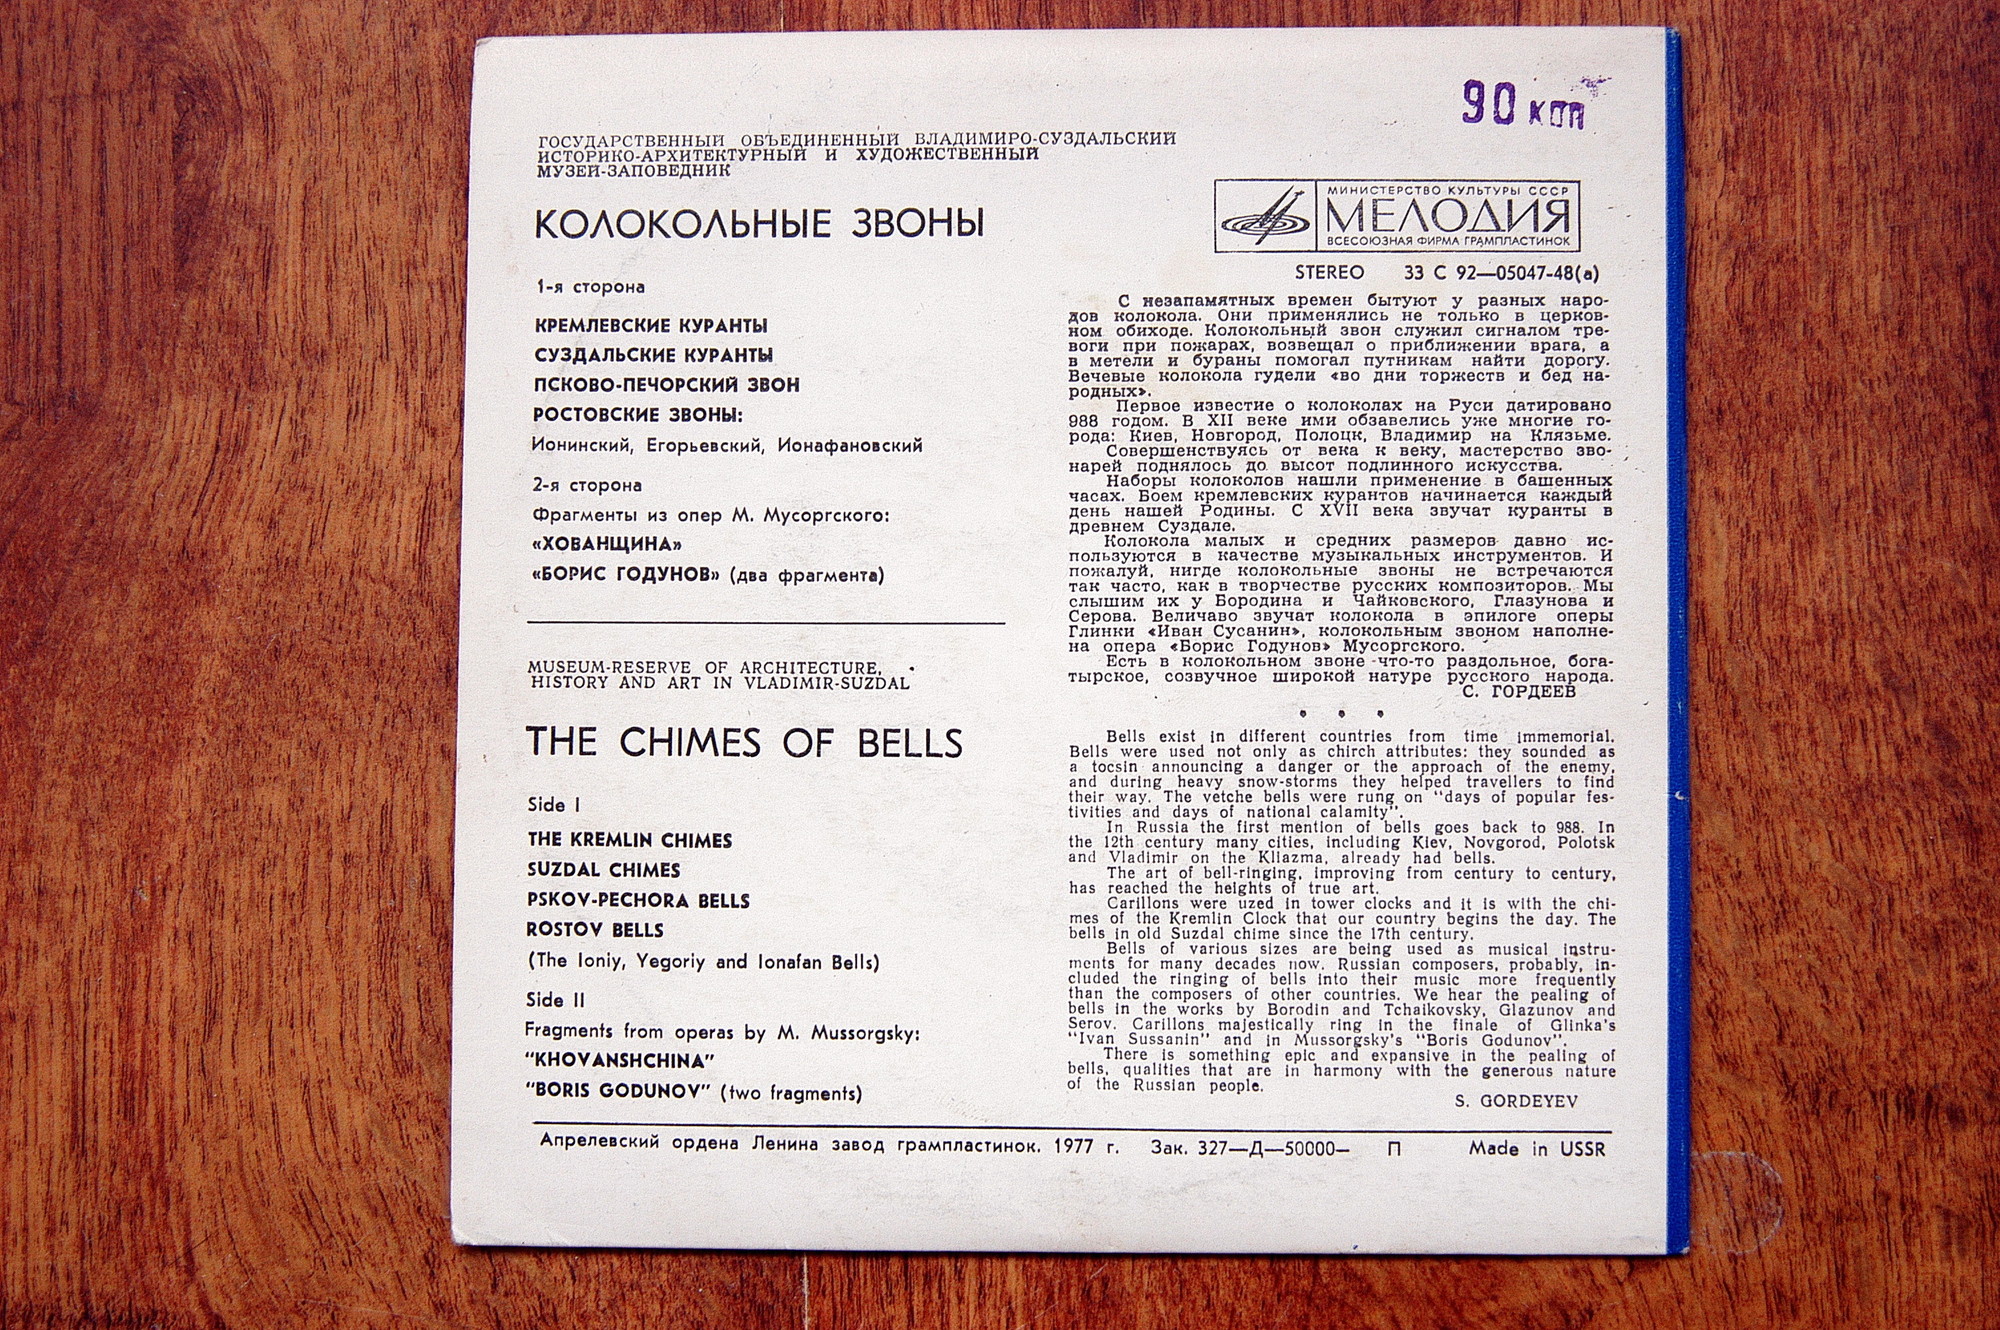 90 коп
ГОСУДАРСТВЕННЫЙ ОБЪЕДИНЕННЫЙ ВЛАДИМИРО-СУЗДАЛЬСКИЙ
ИСТОРИКО-АРХИТЕКТУРНЫЙ И ХУДОЖЕСТВЕННЫЙ
МУЗЕЙ-ЗАПОВЕДНИК
КОЛОКОЛЬНЫЕ ЗВОНЫ
1-я сторона
КРЕМЛЕВСКИЕ КУРАНТЫ
СУЗДАЛЬСКИЕ КУРАНТЫ
ПСКОВО-ПЕЧОРСКИЙ ЗВОН
РОСТОВСКИЕ ЗВОНЫ:
Ионинский, Егорьевский, Ионафановский
2-я сторона
Фрагменты из опер М. Мусоргского:
«ХОВАНЩИНА»
«БОРИС ГОДУНОВ» (два фрагмента)
MUSEUM-RESERVE OF ARCHITECTURE,
HISTORY AND ART IN VLADIMIR-SUZDAL
THE CHIMES OF BELLS
Side I
THE KREMLIN CHIMES
SUZDAL CHIMES
PSKOV-PECHORA BELLS
ROSTOV BELLS
(The Ioniy, Yegoriy and Ionafan Bells)
Side II
Fragments from operas by M. Mussorgsky:
"KHOVANSHCHINA"
"BORIS GODUNOV" (two fragments)
МИНИСТЕРСТВО КУЛЬТУРЫ СССР
МЕЛОДИЯ
ВСЕСОЮЗНАЯ ФИРМА ГРАМПЛАСТИНОК
STEREO 33 С 92—05047-48(а)
С незапамятных времен бытуют у разных наро-
дов колокола. Они применялись не только в церков-
ном обиходе. Колокольный звон служил сигналом тре-
воги при пожарах, возвещал о приближении врага, а
в метели и бураны помогал путникам найти дорогу.
Вечевые колокола гудели «во дни торжеств и бед на-
родных».
Первое известие о колоколах на Руси датировано
988 годом. В XII веке ими обзавелись уже многие го-
рода: Киев, Новгород, Полоцк, Владимир на Клязьме.
Совершенствуясь от века к веку, мастерство зво-
нарей поднялось до высот подлинного искусства.
Наборы колоколов нашли применение в башенных
часах. Боем кремлевских курантов начинается каждый
день нашей Родины. С XVII века звучат куранты в
древнем Суздале.
Колокола малых и средних размеров давно ис-
пользуются в качестве музыкальных инструментов. И
пожалуй, нигде колокольные звоны не встречаются
так часто, как в творчестве русских композиторов. Мы
слышим их у Бородина и Чайковского, Глазунова и
Серова. Величаво звучат колокола в эпилоге оперы
Глинки «Иван Сусанин», колокольным звоном наполне-
на опера «Борис Годунов» Мусоргского.
Есть в колокольном звоне что-то раздольное, бога-
тырское, созвучное широкой натуре русского народа.
С. ГОРДЕЕВ
Bells exist in different countries from time immemorial.
Bells were used not only as chirch attributes: they sounded as
a tocsin announcing a danger or the approach of the enemy,
and during heavy snow-storms they helped travellers to find
their way. The vetche bells were rung on "days of popular fes-
tivities and days of national calamity".
In Russia the first mention of bells goes back to 988. In
the 12th century many cities, including Kiev, Novgorod, Polotsk
and Vladimir on the Kliazma, already had bells.
The art of bell-ringing, improving from century to century,
has reached the heights of true art.
Carillons were uzed in tower clocks and it is with the chi-
mes of the Kremlin Clock that our country begins the day. The
bells in old Suzdal chime since the 17th century.
Bells of various sizes are being used as musical instru-
ments for many decades now. Russian composers, probably, in-
cluded the ringing of bells into their music more frequently
than the composers of other countries. We hear the pealing of
bells in the works by Borodin and Tchaikovsky, Glazunov and
Serov. Carillons majestically ring in the finale of Glinka's
"Ivan Sussanin" and in Mussorgsky's "Boris Godunov".
There is something epic and expansive in the pealing of
bells, qualities that are in harmony with the generous nature
of the Russian people.
S. GORDEYEV
Апрелевский ордена Ленина завод грампластинок. 1977 г. Зак. 327—Д—50000— П Made in USSR